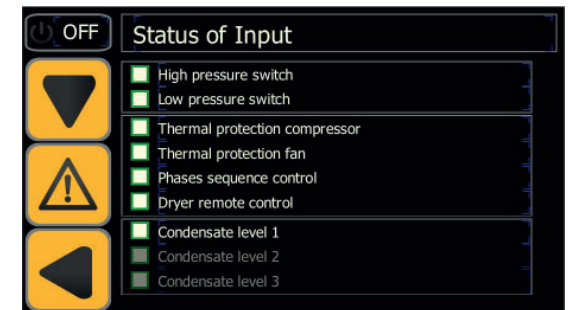 OFF
Status of Input
High pressure switch
Low pressure switch
Thermal protection compressor
Thermal protection fan
Phases sequence control
Dryer remote control
Condensate level 1
Condensate level 2
Condensate level 3